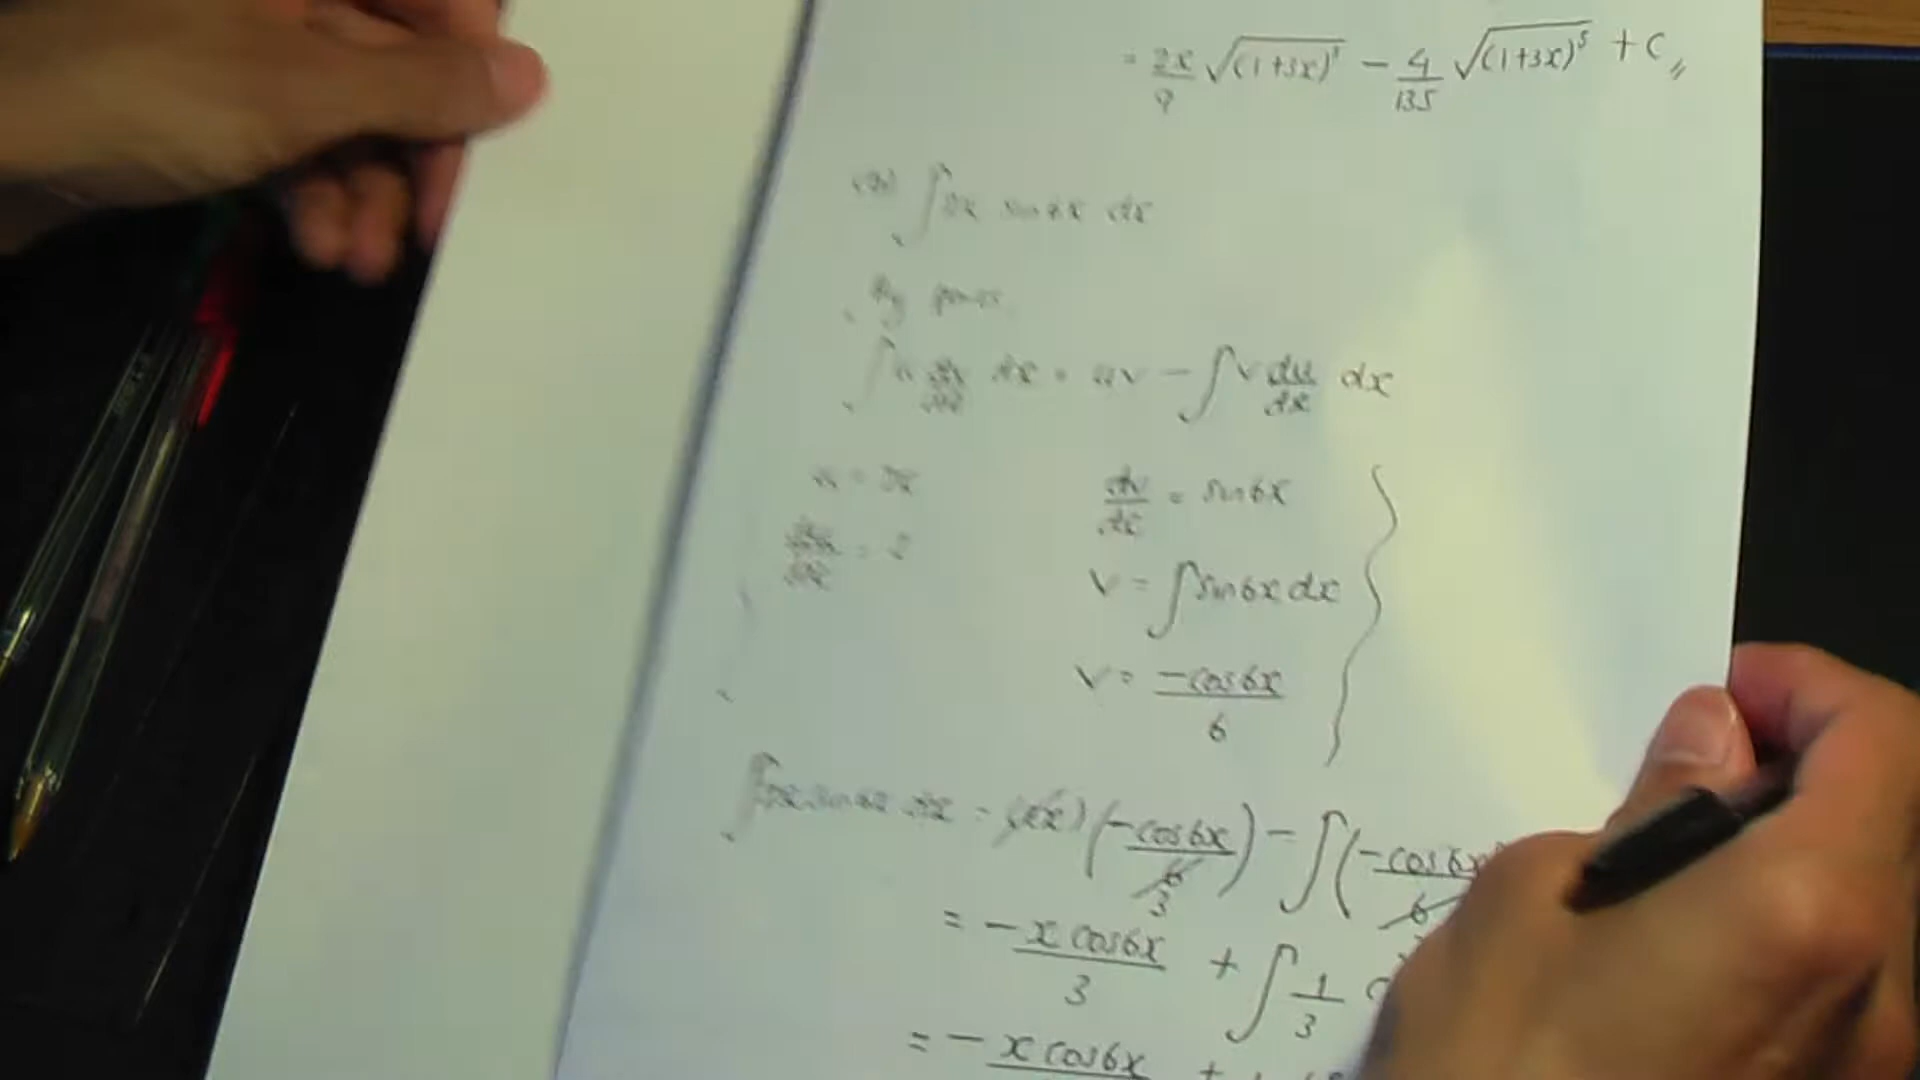 = 2x/9 √(1+3x)³ − 4/135 √(1+3x)⁵ + C //
∫2x sin6x dx
By parts
∫u dv/dx dx = uv − ∫v du/dx dx
u = 2x dv/dx = sin6x
du/dx = 2 v = ∫sin6x dx
v = −cos6x/6
∫2x sin6x dx = (2x)(−cos6x/6 3) − ∫(−cos6x/6
= −x cos6x/3 + ∫1/3
= −x cos6x +